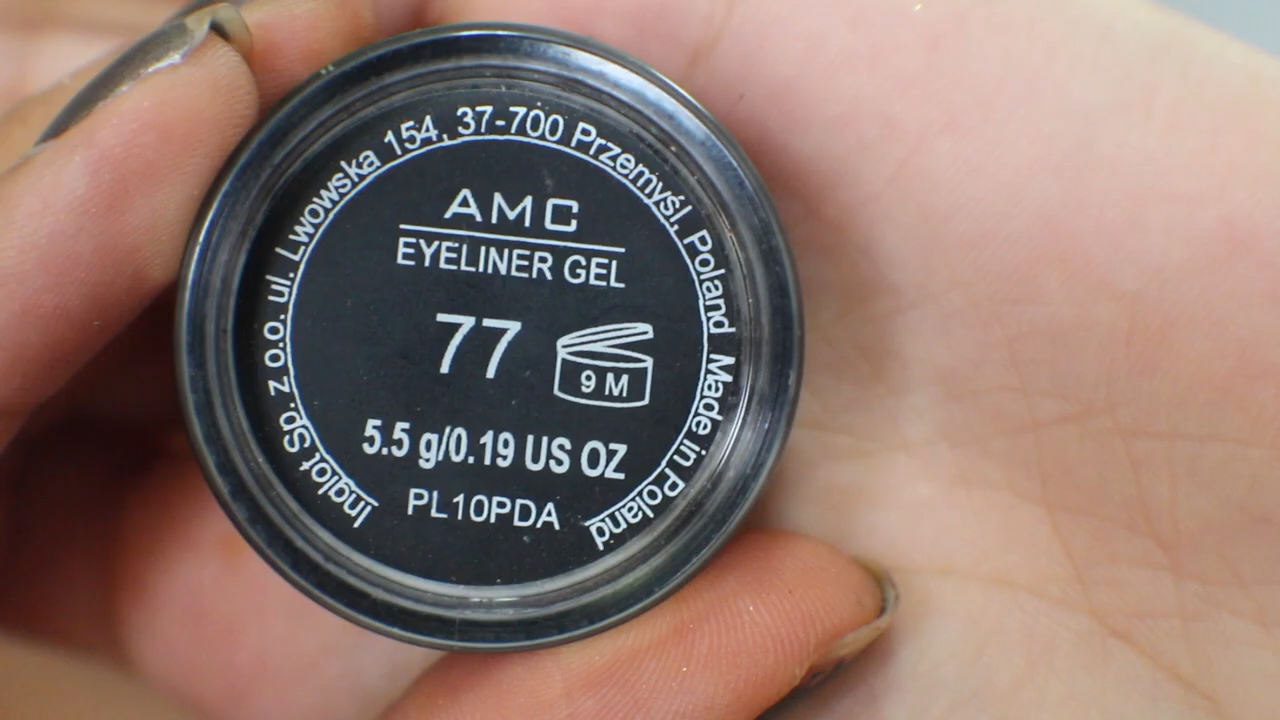 Inglot Sp. z o.o. ul. Lwowska 154, 37-700 Przemyśl, Poland Made in Poland
AMC
EYELINER GEL
77
9 M
5.5 g/0.19 US OZ
PL10PDA